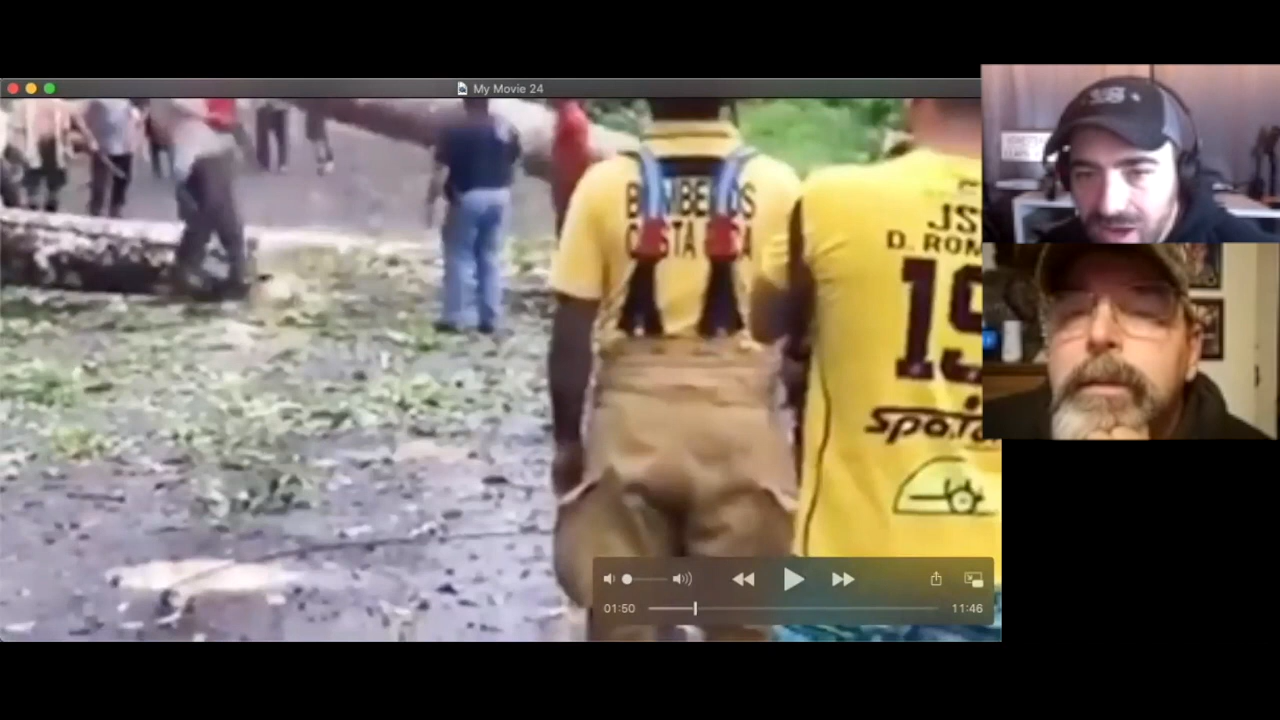 My Movie 24
BOMBEROS
COSTA RICA
JS
D. ROM
19
01:50
11:46